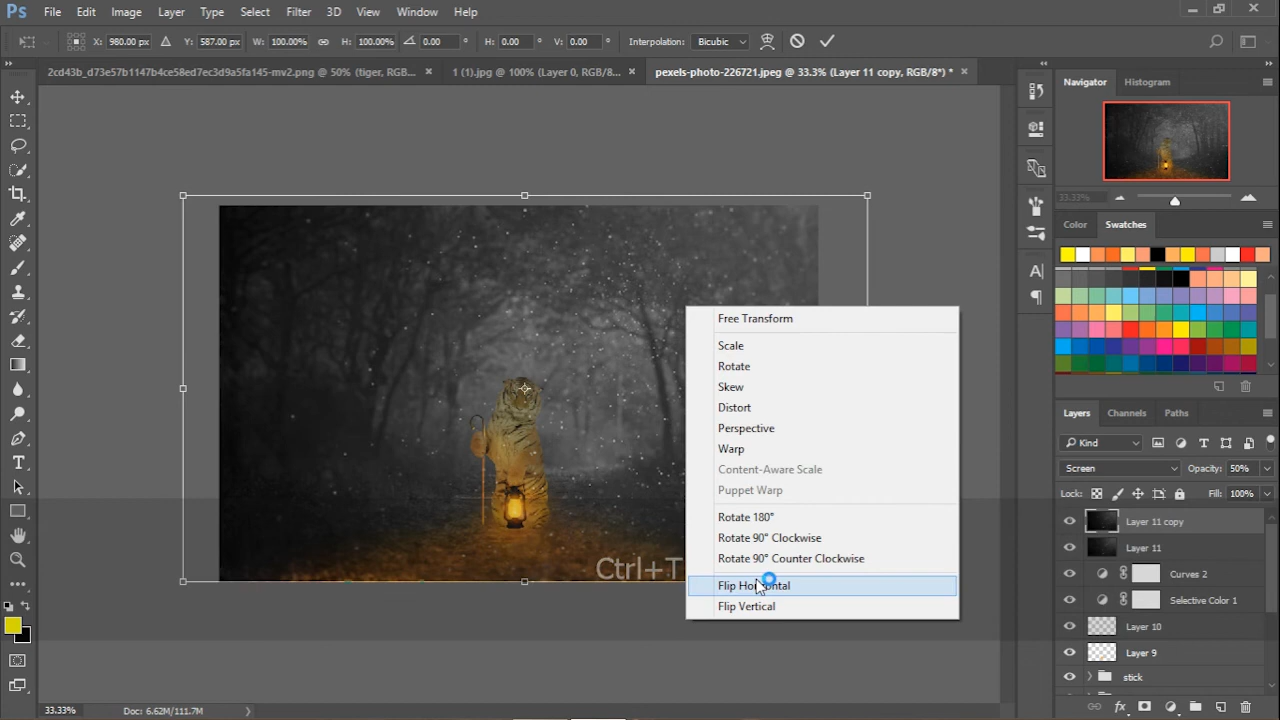 Ps File Edit Image Layer Type Select Filter 3D View Window Help
X: 980.00 px Y: 587.00 px W: 100.00% H: 100.00% 0.00 ° H: 0.00 ° V: 0.00 ° Interpolation: Bicubic
2cd43b_d73e57b1147b4ce58ed7ec3d9a5fa145-mv2.png @ 50% (tiger, RGB... × 1 (1).jpg @ 100% (Layer 0, RGB/8... × pexels-photo-226721.jpeg @ 33.3% (Layer 11 copy, RGB/8*) * ×
Navigator Histogram
33.33%
Color Swatches
Free Transform
Scale
Rotate
Skew
Distort
Perspective
Warp
Content-Aware Scale
Puppet Warp
Rotate 180°
Rotate 90° Clockwise
Rotate 90° Counter Clockwise
Flip Horizontal
Flip Vertical
Ctrl+T
Layers Channels Paths
Kind
Screen Opacity: 50%
Lock: Fill: 100%
Layer 11 copy
Layer 11
Curves 2
Selective Color 1
Layer 10
Layer 9
stick
33.33% Doc: 6.62M/111.7M